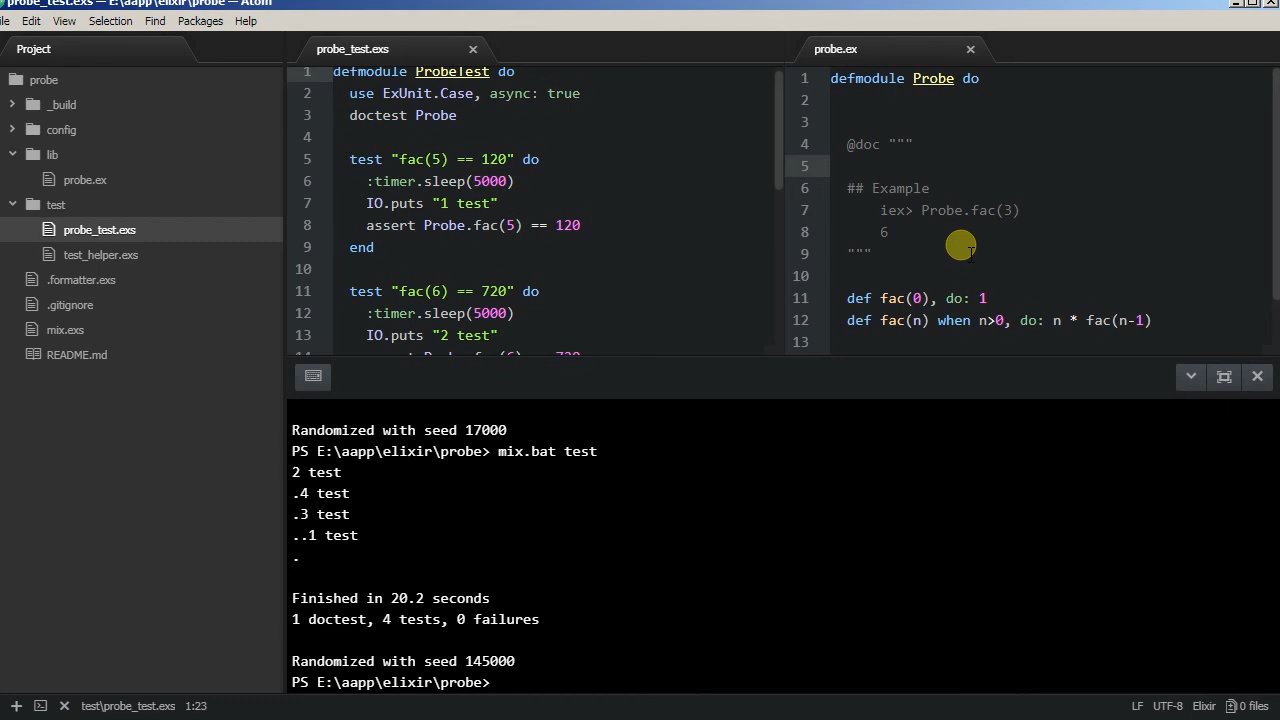 probe_test.exs — E:\aapp\elixir\probe — Atom
Edit View Selection Find Packages Help
Project
probe
_build
config
lib
probe.ex
test
probe_test.exs
test_helper.exs
.formatter.exs
.gitignore
mix.exs
README.md
probe_test.exs
1 defmodule ProbeTest do
2 use ExUnit.Case, async: true
3 doctest Probe
4
5 test "fac(5) == 120" do
6 :timer.sleep(5000)
7 IO.puts "1 test"
8 assert Probe.fac(5) == 120
9 end
10
11 test "fac(6) == 720" do
12 :timer.sleep(5000)
13 IO.puts "2 test"
probe.ex
1 defmodule Probe do
2
3
4 @doc """
5
6 ## Example
7 iex> Probe.fac(3)
8 6
9 """
10
11 def fac(0), do: 1
12 def fac(n) when n>0, do: n * fac(n-1)
13
Randomized with seed 17000
PS E:\aapp\elixir\probe> mix.bat test
2 test
.4 test
.3 test
..1 test
.
Finished in 20.2 seconds
1 doctest, 4 tests, 0 failures
Randomized with seed 145000
PS E:\aapp\elixir\probe>
test\probe_test.exs 1:23
LF UTF-8 Elixir 0 files